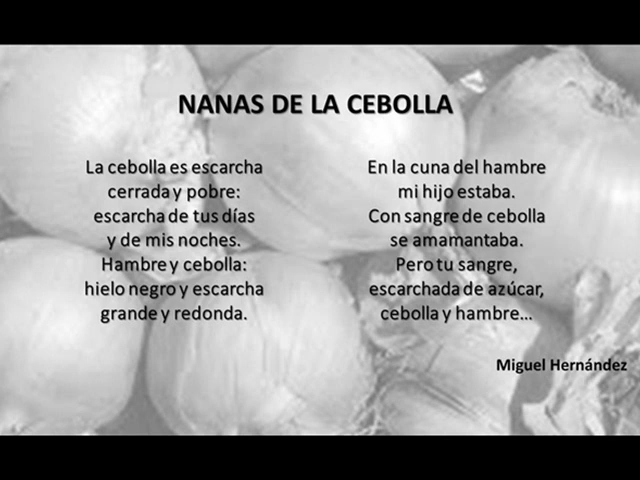 NANAS DE LA CEBOLLA
La cebolla es escarcha
cerrada y pobre:
escarcha de tus días
y de mis noches.
Hambre y cebolla:
hielo negro y escarcha
grande y redonda.
En la cuna del hambre
mi hijo estaba.
Con sangre de cebolla
se amamantaba.
Pero tu sangre,
escarchada de azúcar,
cebolla y hambre...
Miguel Hernández